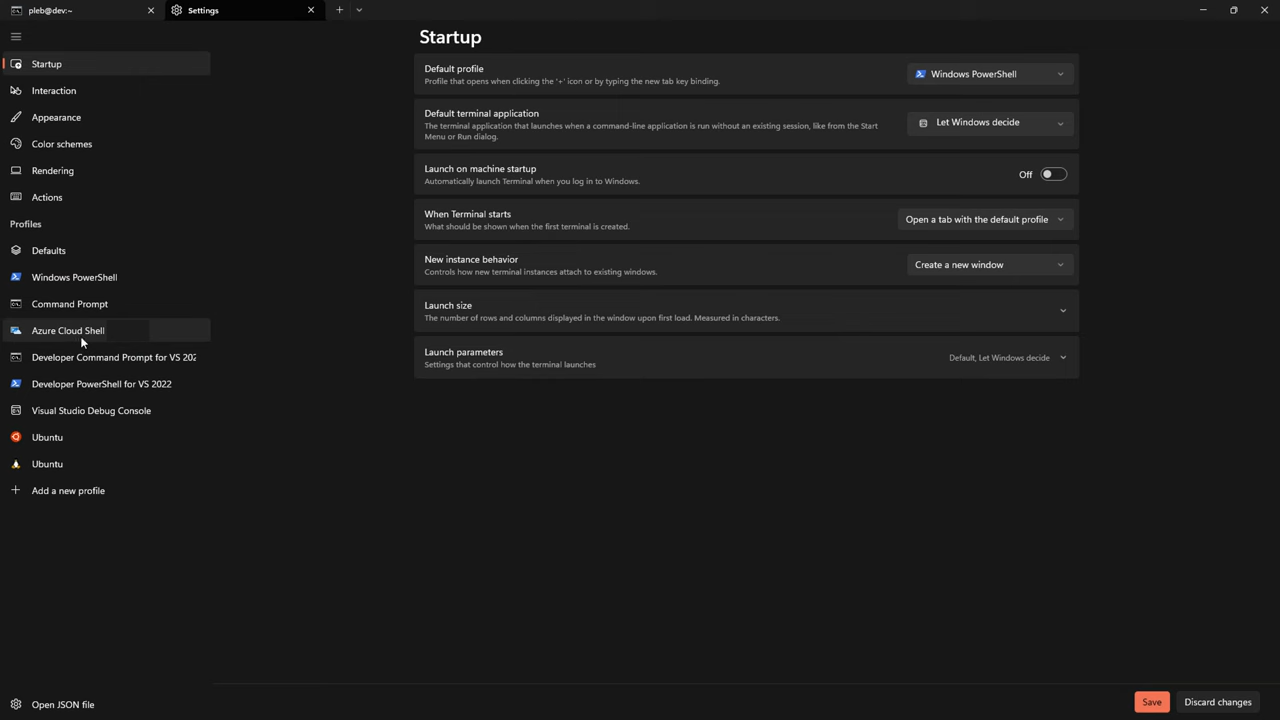 pleb@dev:~
Settings
Startup
Interaction
Appearance
Color schemes
Rendering
Actions
Profiles
Defaults
Windows PowerShell
Command Prompt
Azure Cloud Shell
Developer Command Prompt for VS 202
Developer PowerShell for VS 2022
Visual Studio Debug Console
Ubuntu
Ubuntu
Add a new profile
Open JSON file
Startup
Default profile
Profile that opens when clicking the '+' icon or by typing the new tab key binding.
Windows PowerShell
Default terminal application
The terminal application that launches when a command-line application is run without an existing session, like from the Start
Menu or Run dialog.
Let Windows decide
Launch on machine startup
Automatically launch Terminal when you log in to Windows.
Off
When Terminal starts
What should be shown when the first terminal is created.
Open a tab with the default profile
New instance behavior
Controls how new terminal instances attach to existing windows.
Create a new window
Launch size
The number of rows and columns displayed in the window upon first load. Measured in characters.
Launch parameters
Settings that control how the terminal launches
Default, Let Windows decide
Save
Discard changes